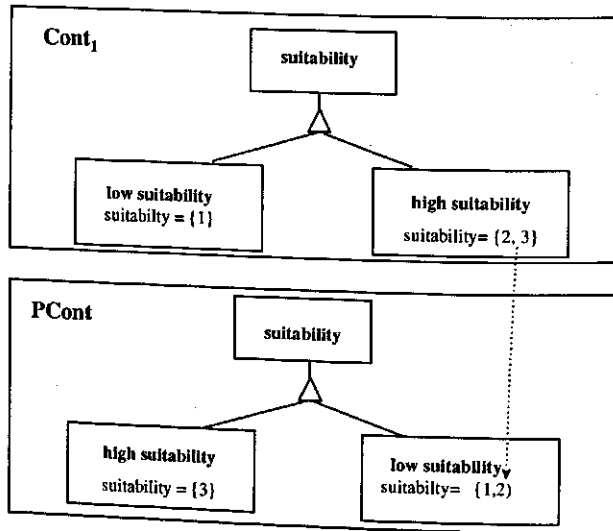 Cont1
suitability
low suitability
suitabilty = {1}
high suitability
suitability= {2, 3}
PCont
suitability
high suitability
suitability = {3}
low suitability
suitabilty= {1,2)